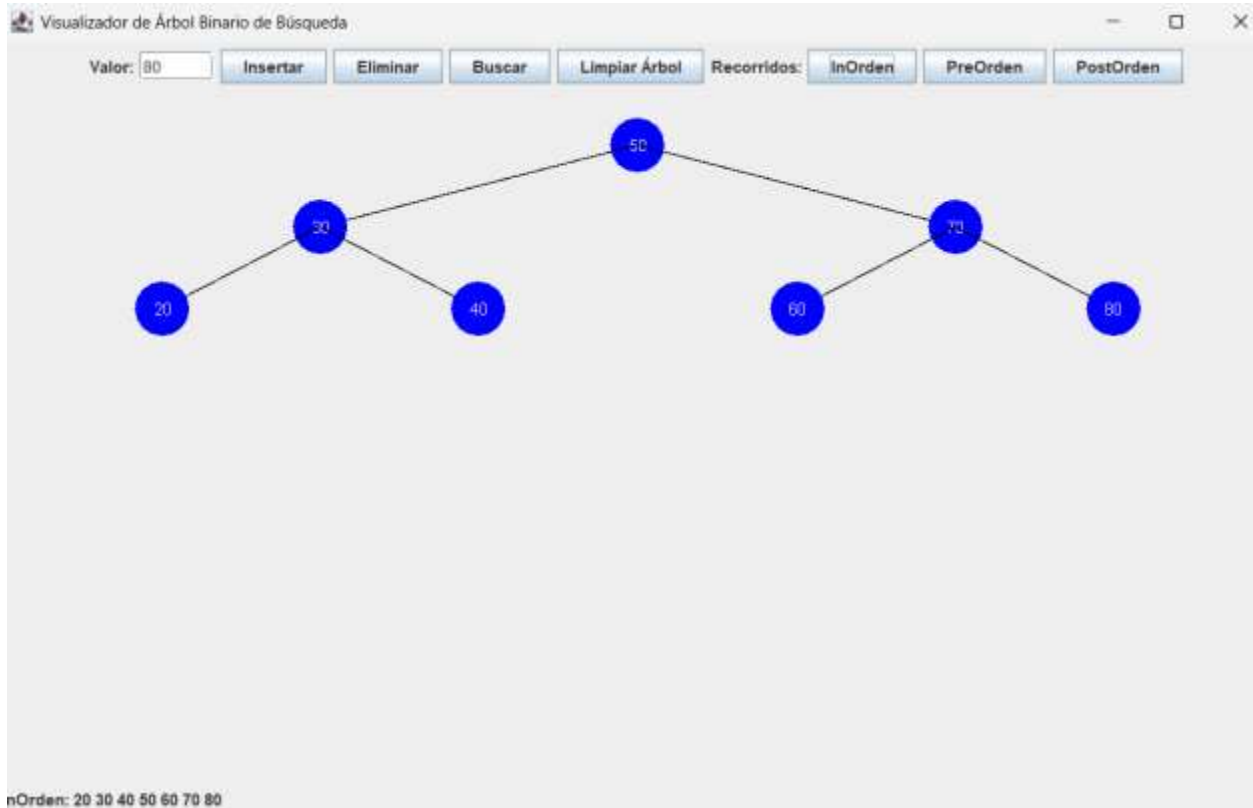 Visualizador de Árbol Binario de Búsqueda
Valor: 80 Insertar Eliminar Buscar Limpiar Árbol Recorridos: InOrden PreOrden PostOrden
50
30 70
20 40 60 80
nOrden: 20 30 40 50 60 70 80